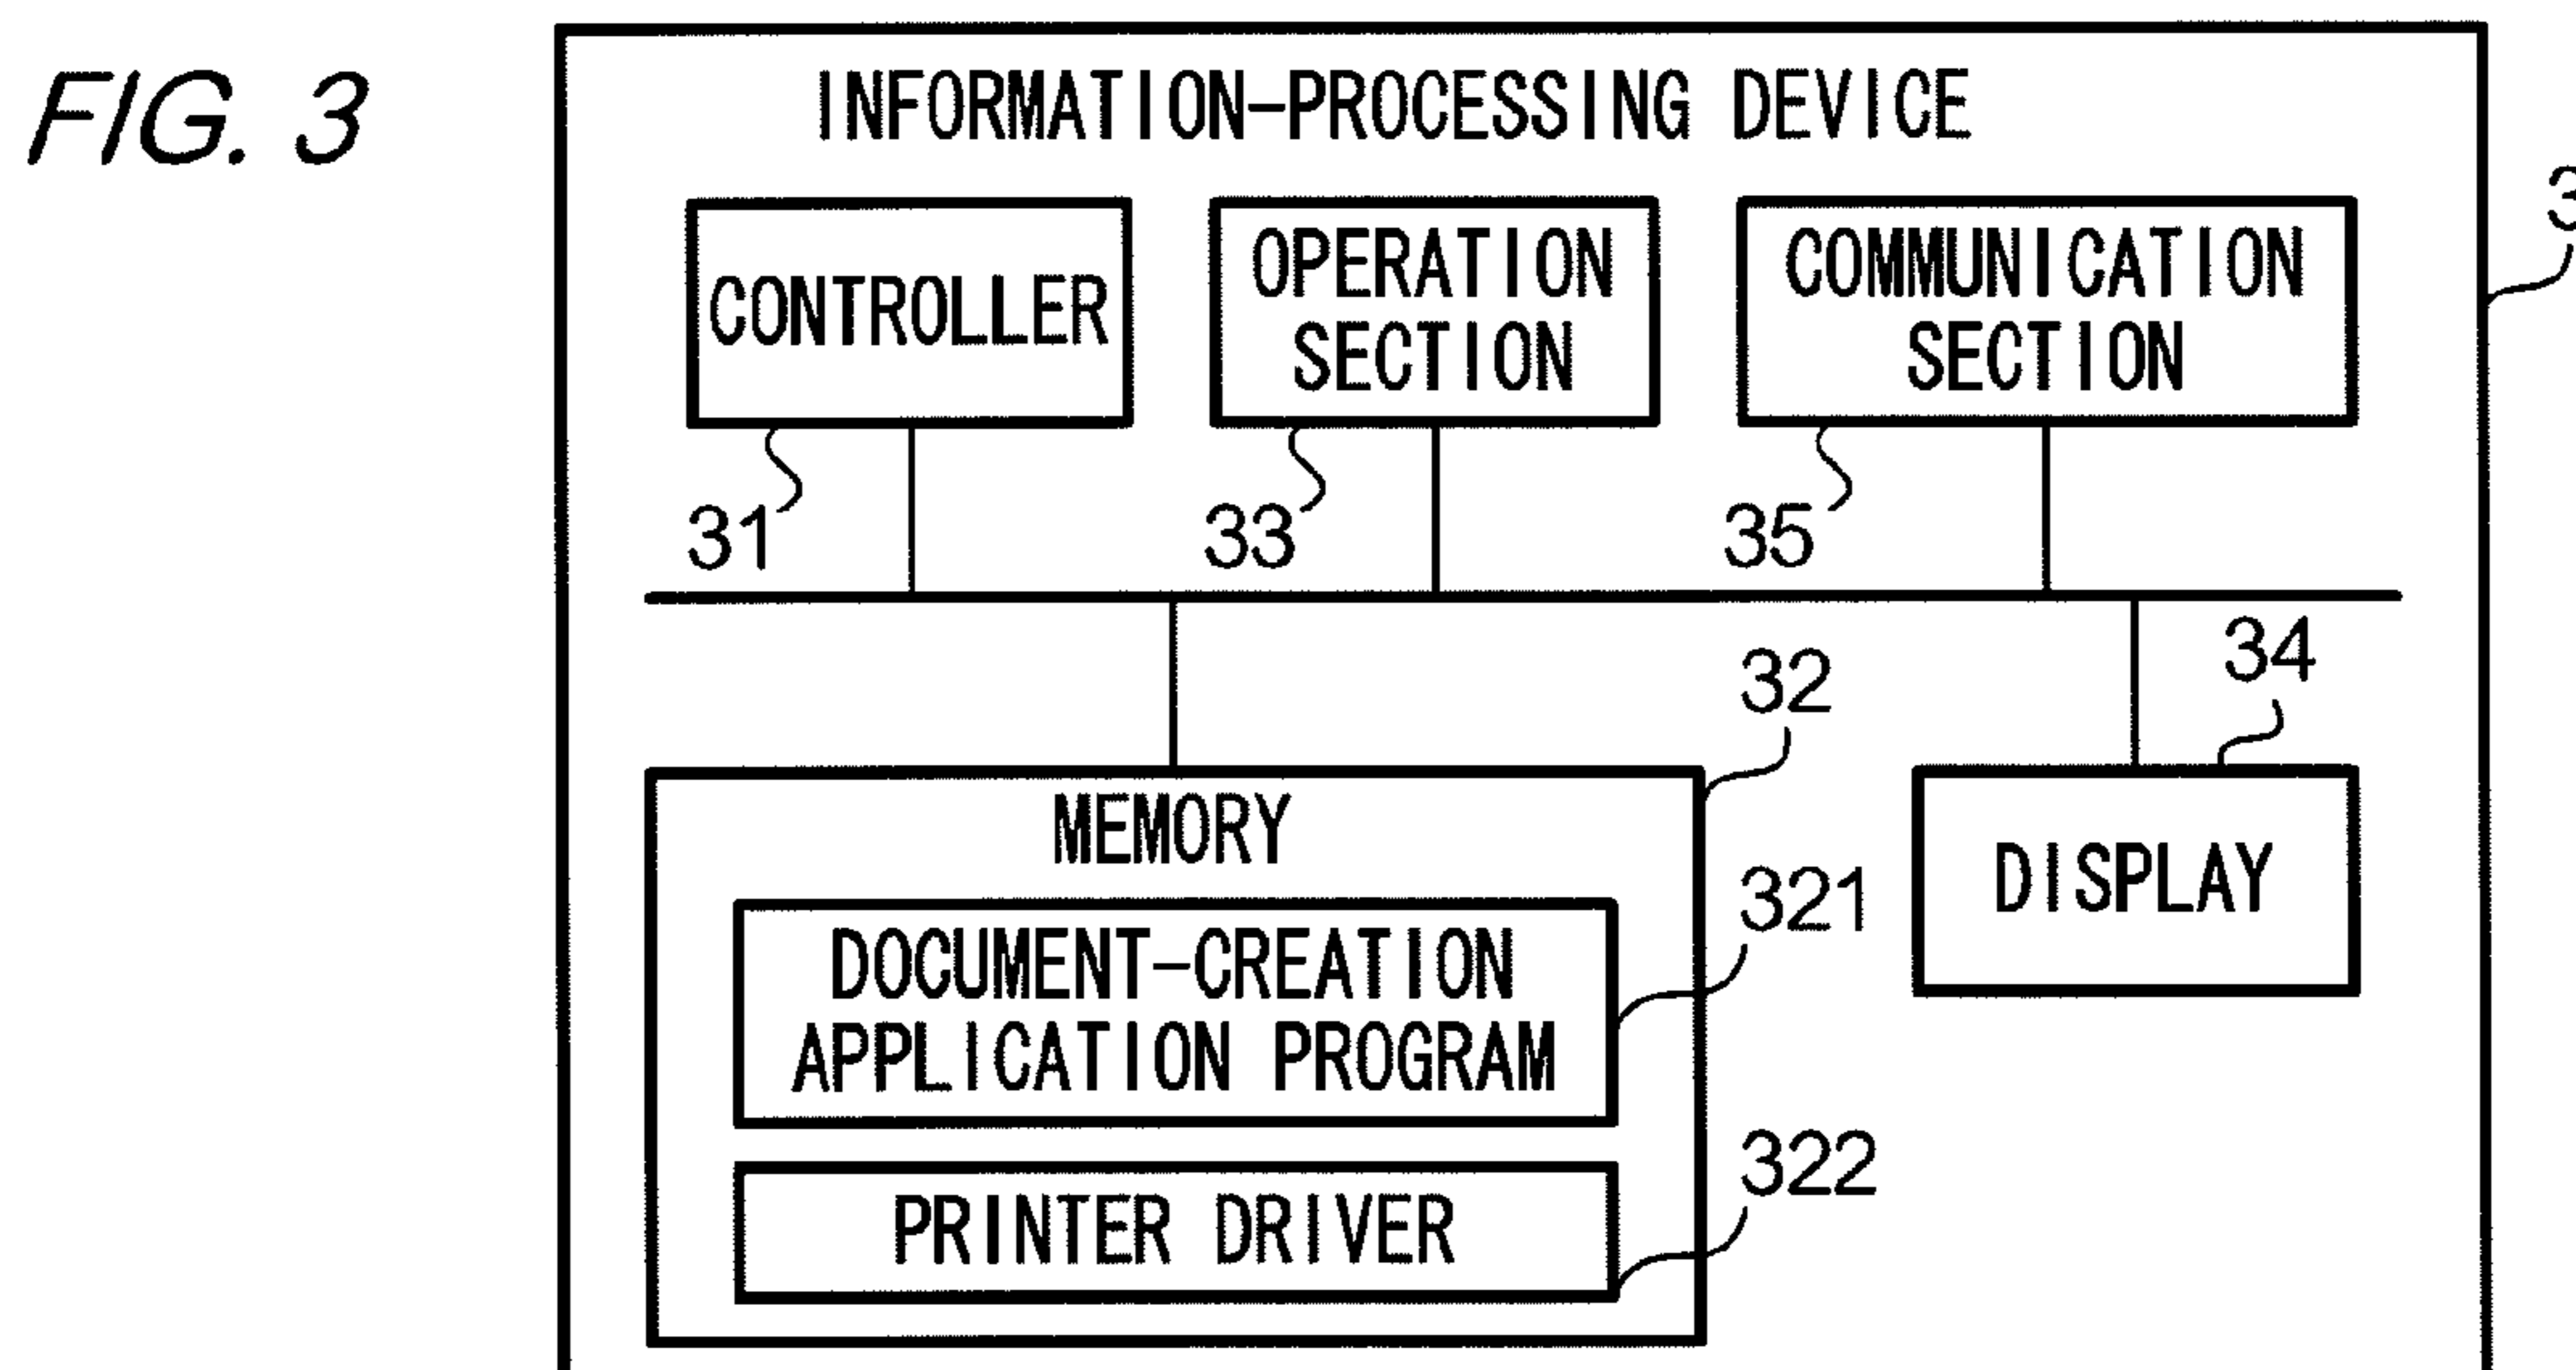 FIG. 3
INFORMATION-PROCESSING DEVICE
3
CONTROLLER
OPERATION
SECTION
COMMUNICATION
SECTION
31
33
35
34
32
MEMORY
DISPLAY
321
DOCUMENT-CREATION
APPLICATION PROGRAM
322
PRINTER DRIVER